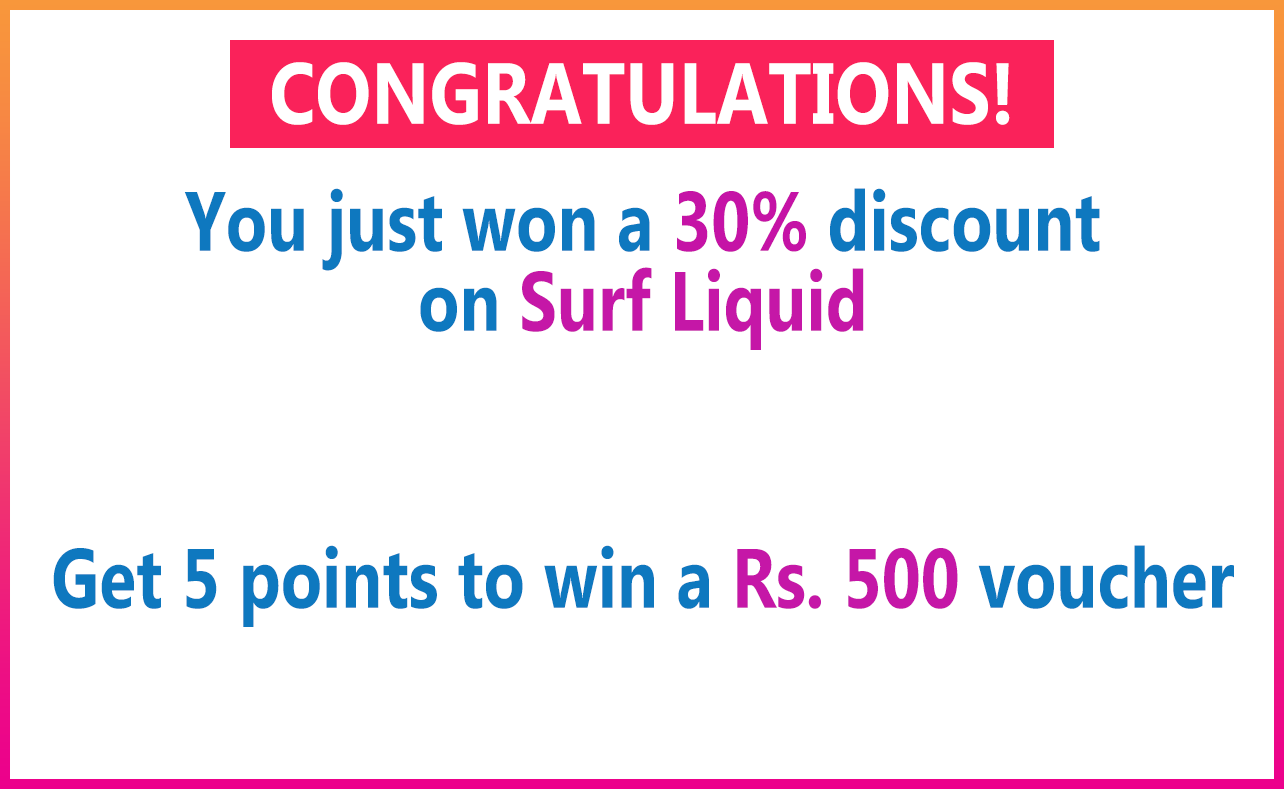 CONGRATULATIONS!
You just won a 30% discount
on Surf Liquid
Get 5 points to win a Rs. 500 voucher